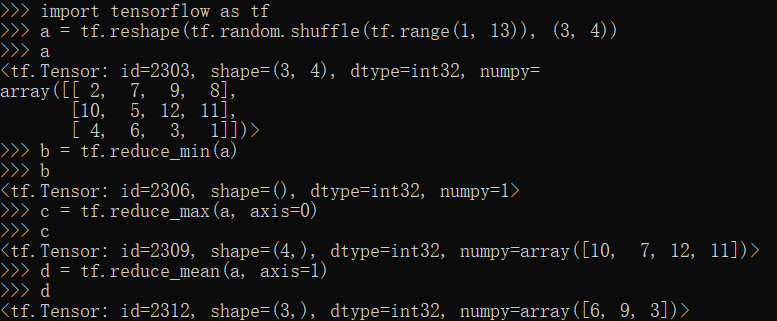 >>> import tensorflow as tf
>>> a = tf.reshape(tf.random.shuffle(tf.range(1, 13)), (3, 4))
>>> a
<tf.Tensor: id=2303, shape=(3, 4), dtype=int32, numpy=
array([[ 2,  7,  9,  8],
       [10,  5, 12, 11],
       [ 4,  6,  3,  1]])>
>>> b = tf.reduce_min(a)
>>> b
<tf.Tensor: id=2306, shape=(), dtype=int32, numpy=1>
>>> c = tf.reduce_max(a, axis=0)
>>> c
<tf.Tensor: id=2309, shape=(4,), dtype=int32, numpy=array([10,  7, 12, 11])>
>>> d = tf.reduce_mean(a, axis=1)
>>> d
<tf.Tensor: id=2312, shape=(3,), dtype=int32, numpy=array([6, 9, 3])>